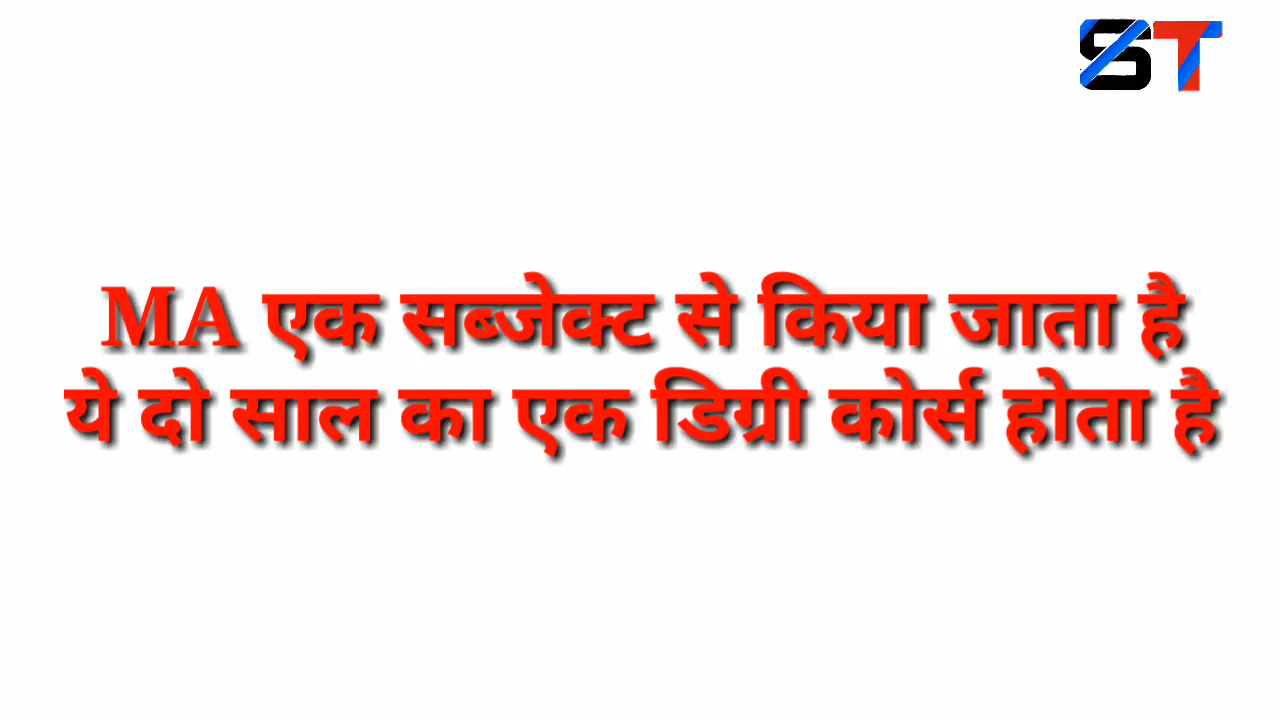 ST
MA एक सब्जेक्ट से किया जाता है
ये दो साल का एक डिग्री कोर्स होता है